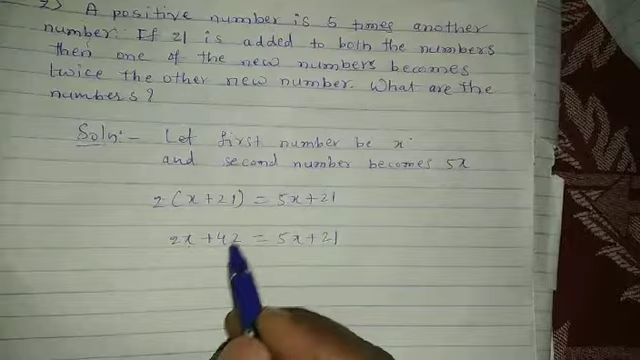 2) A positive number is 5 times another
number. If 21 is added to both the numbers
then one of the new numbers becomes
twice the other new number. What are the
numbers?
Soln:- Let first number be x
and second number becomes 5x
2(x+21) = 5x+21
2x+42 = 5x+21